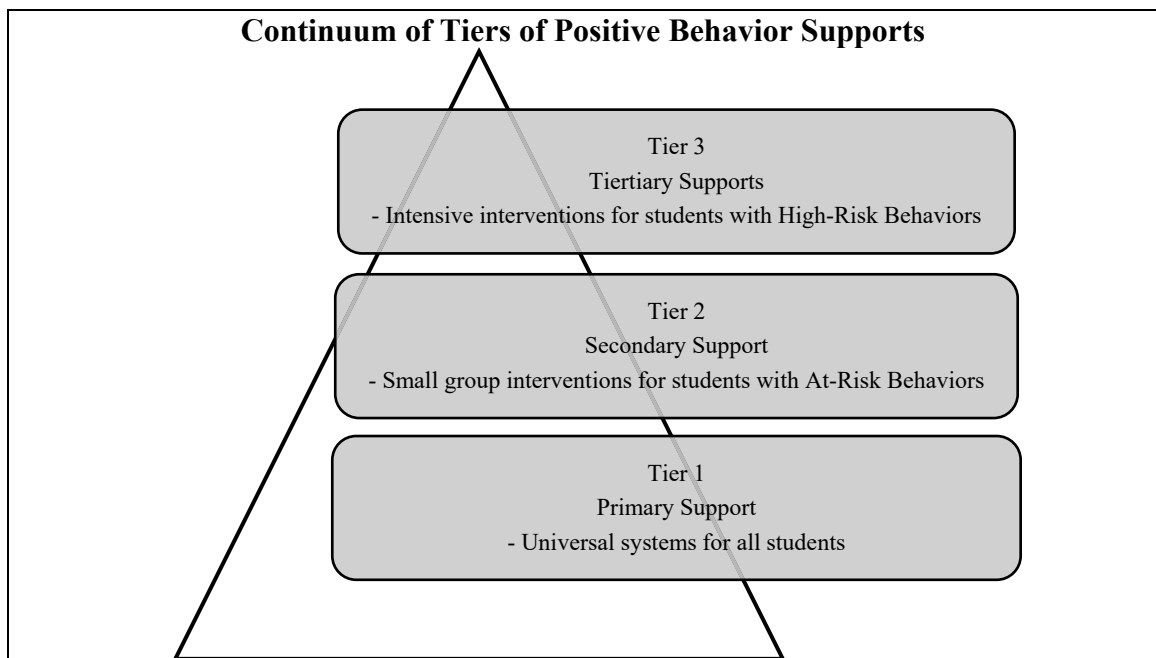 Continuum of Tiers of Positive Behavior Supports
Tier 3
Tiertiary Supports
- Intensive interventions for students with High-Risk Behaviors
Tier 2
Secondary Support
- Small group interventions for students with At-Risk Behaviors
Tier 1
Primary Support
- Universal systems for all students